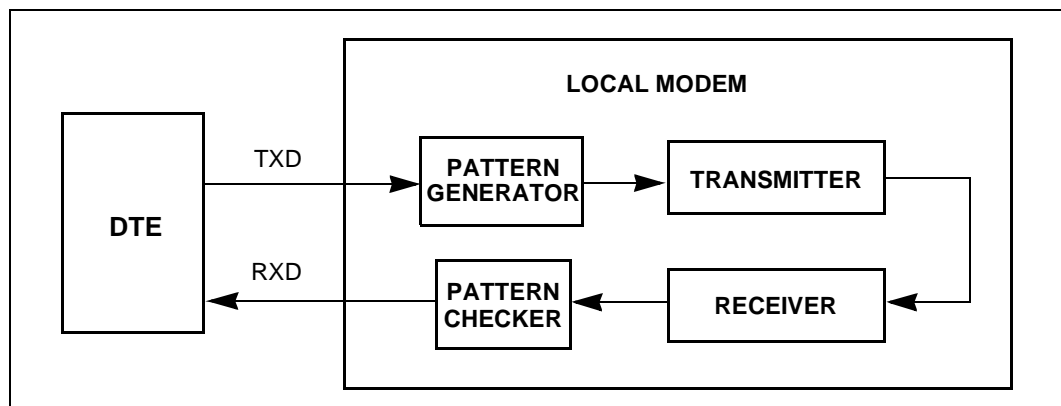 LOCAL MODEM
TXD
PATTERN
GENERATOR
TRANSMITTER
DTE
RXD
PATTERN
CHECKER
RECEIVER